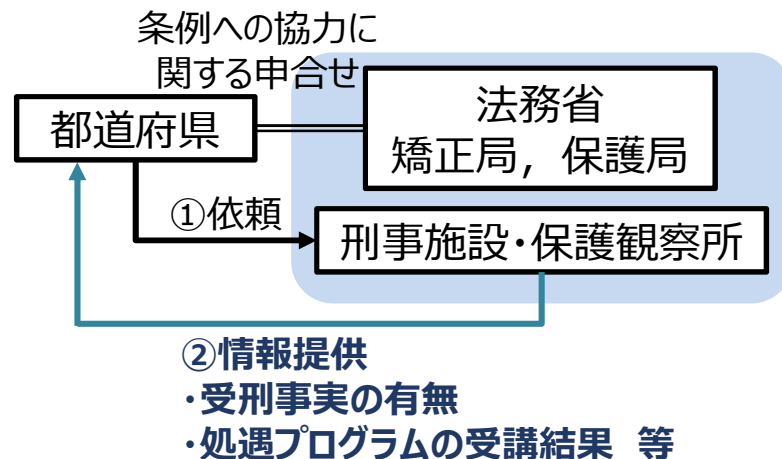 条例への協力に
関する申合せ
都道府県
法務省
矯正局，保護局
①依頼
刑事施設・保護観察所
②情報提供
・受刑事実の有無
・処遇プログラムの受講結果 等